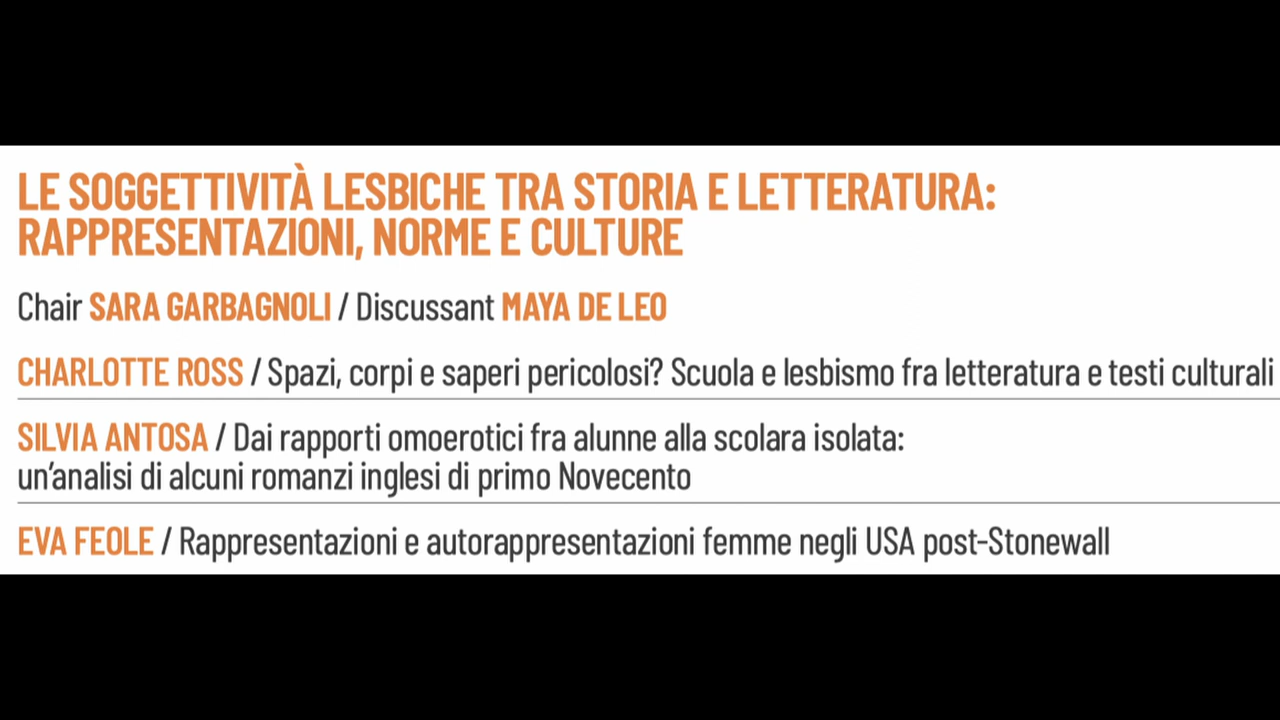 LE SOGGETTIVITÀ LESBICHE TRA STORIA E LETTERATURA:
RAPPRESENTAZIONI, NORME E CULTURE
Chair SARA GARBAGNOLI / Discussant MAYA DE LEO
CHARLOTTE ROSS / Spazi, corpi e saperi pericolosi? Scuola e lesbismo fra letteratura e testi culturali
SILVIA ANTOSA / Dai rapporti omoerotici fra alunne alla scolara isolata:
un’analisi di alcuni romanzi inglesi di primo Novecento
EVA FEOLE / Rappresentazioni e autorappresentazioni femme negli USA post-Stonewall